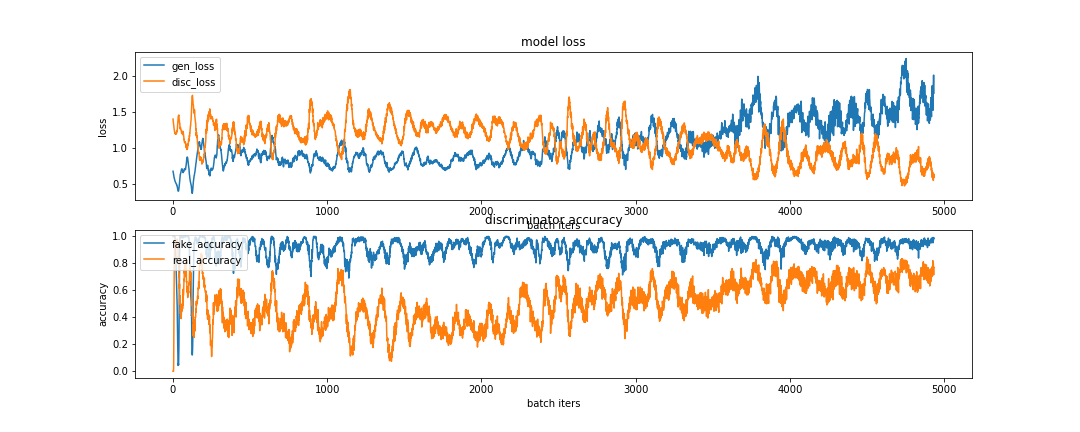 model loss
gen_loss
disc_loss
loss
2.0
1.5
1.0
0.5
0 1000 2000 3000 4000 5000
batch iters
discriminator accuracy
fake_accuracy
real_accuracy
accuracy
1.0
0.8
0.6
0.4
0.2
0.0
0 1000 2000 3000 4000 5000
batch iters